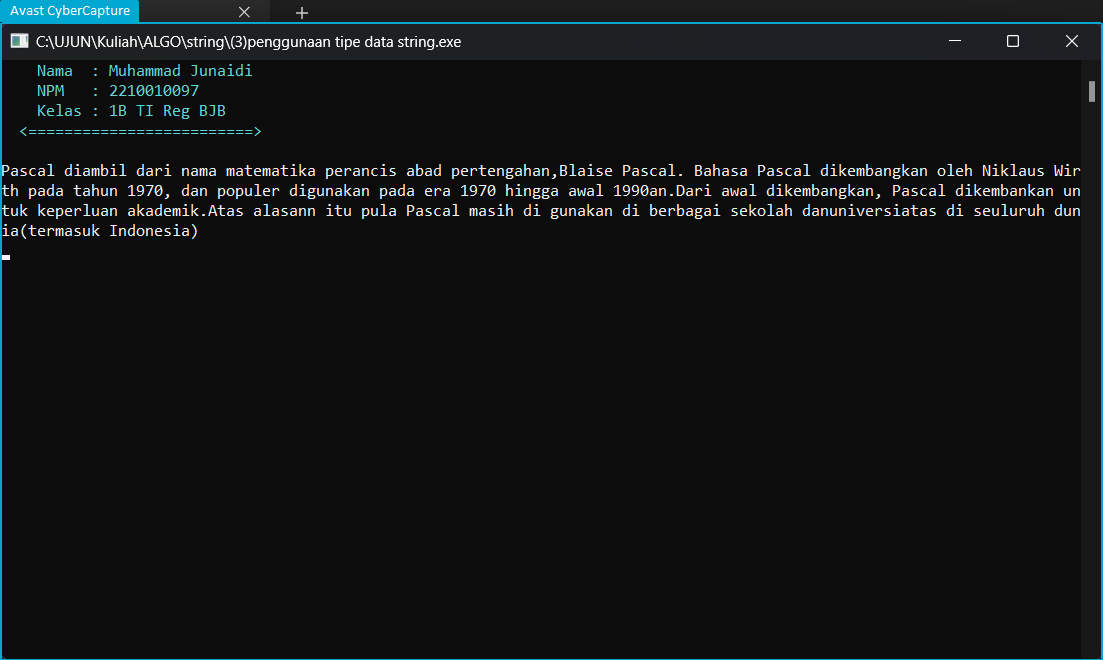 Avast CyberCapture
C:\UJUN\Kuliah\ALGO\string\(3)penggunaan tipe data string.exe
Nama  : Muhammad Junaidi
NPM   : 2210010097
Kelas : 1B TI Reg BJB
<=========================>
Pascal diambil dari nama matematika perancis abad pertengahan,Blaise Pascal. Bahasa Pascal dikembangkan oleh Niklaus Wir
th pada tahun 1970, dan populer digunakan pada era 1970 hingga awal 1990an.Dari awal dikembangkan, Pascal dikembankan un
tuk keperluan akademik.Atas alasann itu pula Pascal masih di gunakan di berbagai sekolah danuniversiatas di seuluruh dun
ia(termasuk Indonesia)